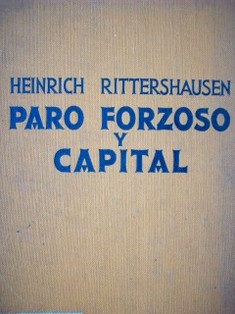 HEINRICH RITTERSHAUSEN
PARO FORZOSO
Y
CAPITAL